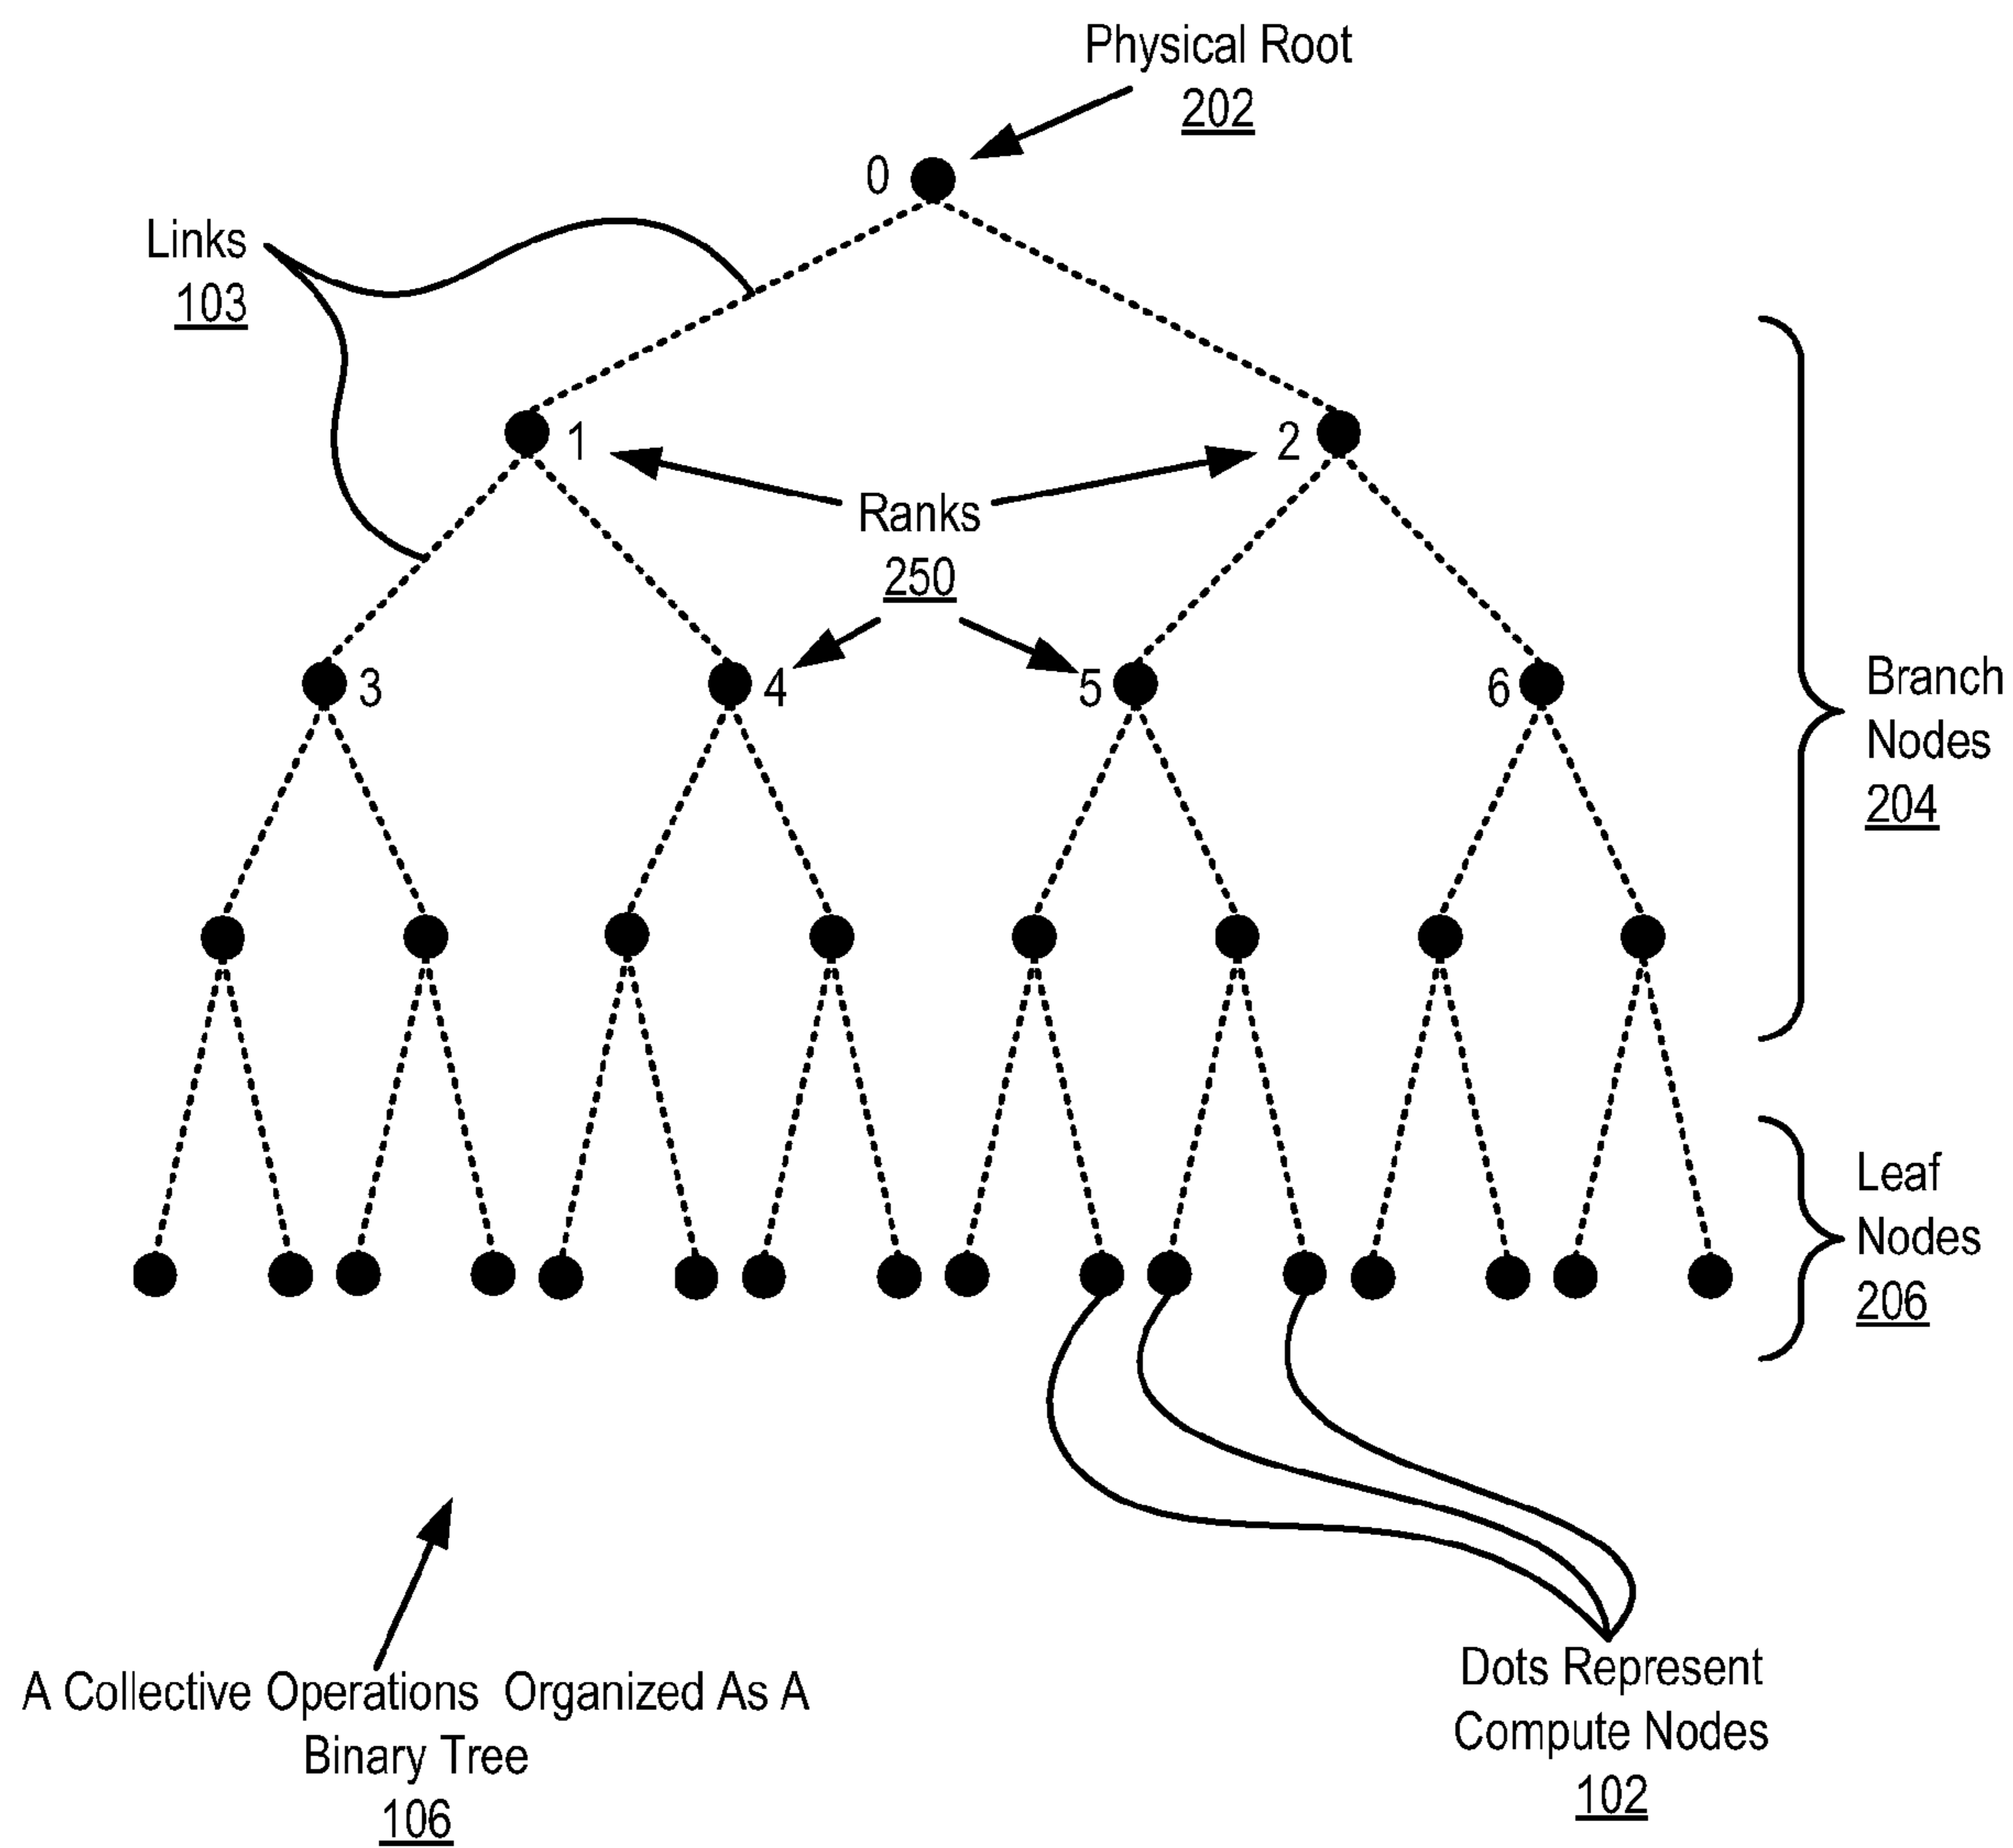 Physical Root
202
0
Links
103
1
2
Ranks
250
3
4
5
6
Branch
Nodes
204
Leaf
Nodes
206
A Collective Operations Organized As A
Binary Tree
106
Dots Represent
Compute Nodes
102